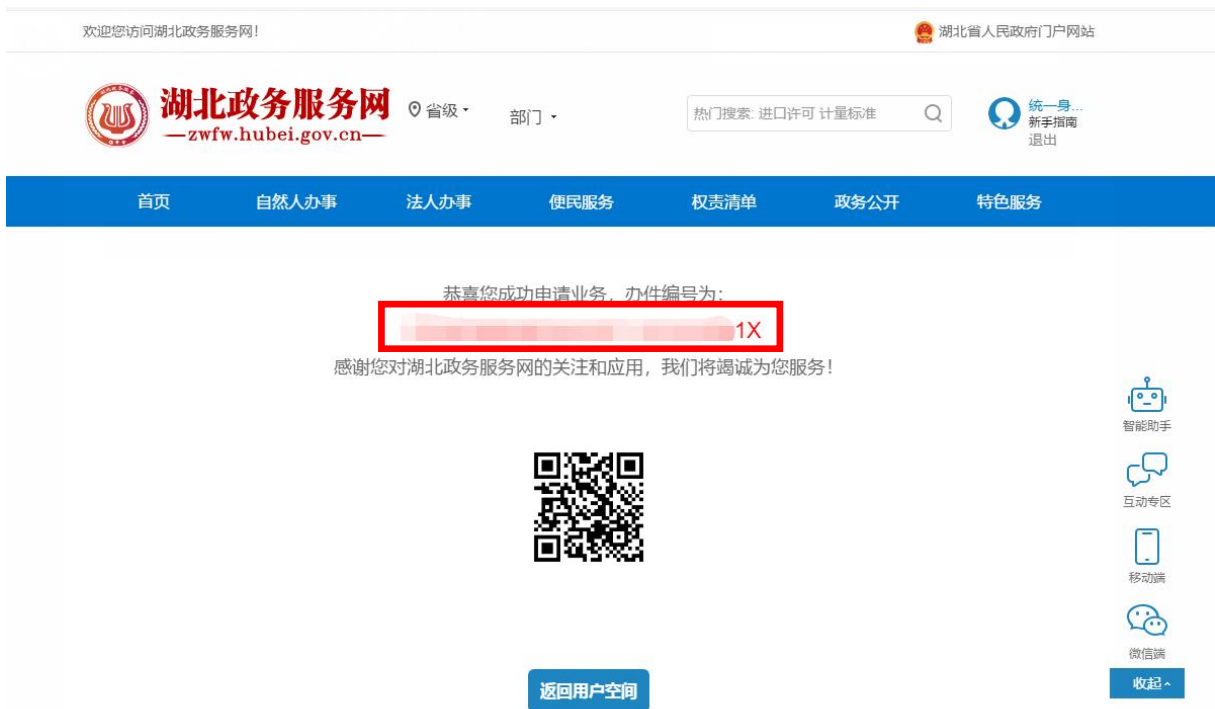 欢迎您访问湖北政务服务网！
湖北省人民政府门户网站
湖北政务服务网
—zwfw.hubei.gov.cn—
省级
部门
热门搜索: 进口许可 计量标准
统一身...
新手指南
退出
首页 自然人办事 法人办事 便民服务 权责清单 政务公开 特色服务
恭喜您成功申请业务，办件编号为：
1X
感谢您对湖北政务服务网的关注和应用，我们将竭诚为您服务！
智能助手
互动专区
移动端
微信端
返回用户空间
收起